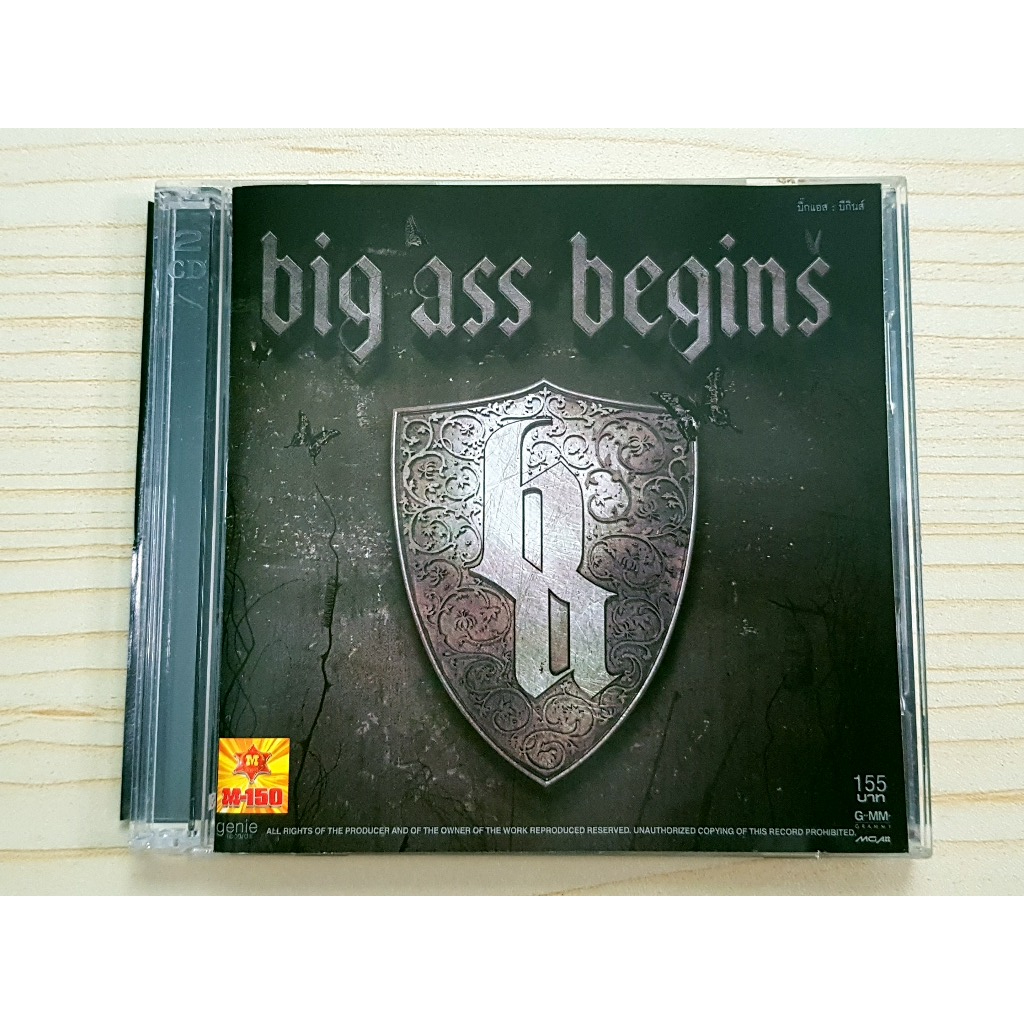 2
CD
บิ๊กแอส : บีกินส์
big ass begins
M
M-150
155
บาท
G-MM-
GRAMMY
genie
ALL RIGHTS OF THE PRODUCER AND OF THE OWNER OF THE WORK REPRODUCED RESERVED. UNAUTHORIZED COPYING OF THIS RECORD PROHIBITED.